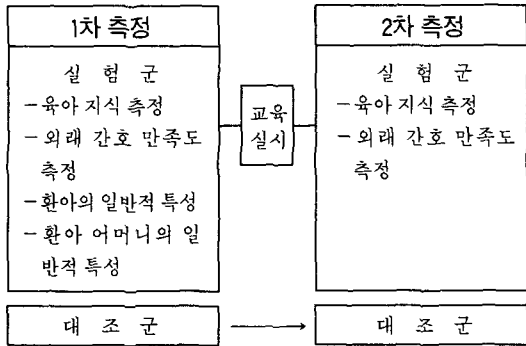 1차 측정
실 험 군
-육아 지식 측정
-외래 간호 만족도
측정
-환아의 일반적 특성
-환아 어머니의 일
반적 특성
교육
실시
2차 측정
실 험 군
-육아 지식 측정
-외래 간호 만족도
측정
대 조 군
대 조 군